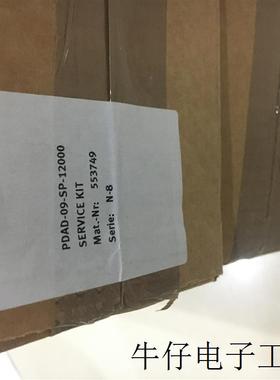 PDAD-09-SP-12000
SERVICE KIT
Mat.-Nr: 553749
Serie: N-8
牛仔电子工